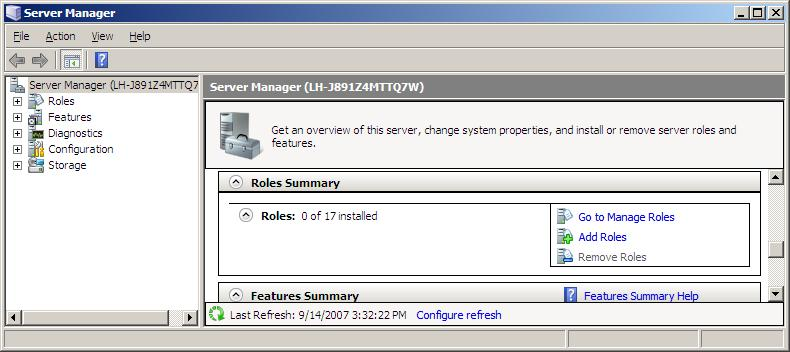 Server Manager
File Action View Help
Server Manager (LH-J891Z4MTTQ7
Roles
Features
Diagnostics
Configuration
Storage
Server Manager (LH-J891Z4MTTQ7W)
Get an overview of this server, change system properties, and install or remove server roles and
features.
Roles Summary
Roles: 0 of 17 installed
Go to Manage Roles
Add Roles
Remove Roles
Features Summary
Features Summary Help
Last Refresh: 9/14/2007 3:32:22 PM Configure refresh